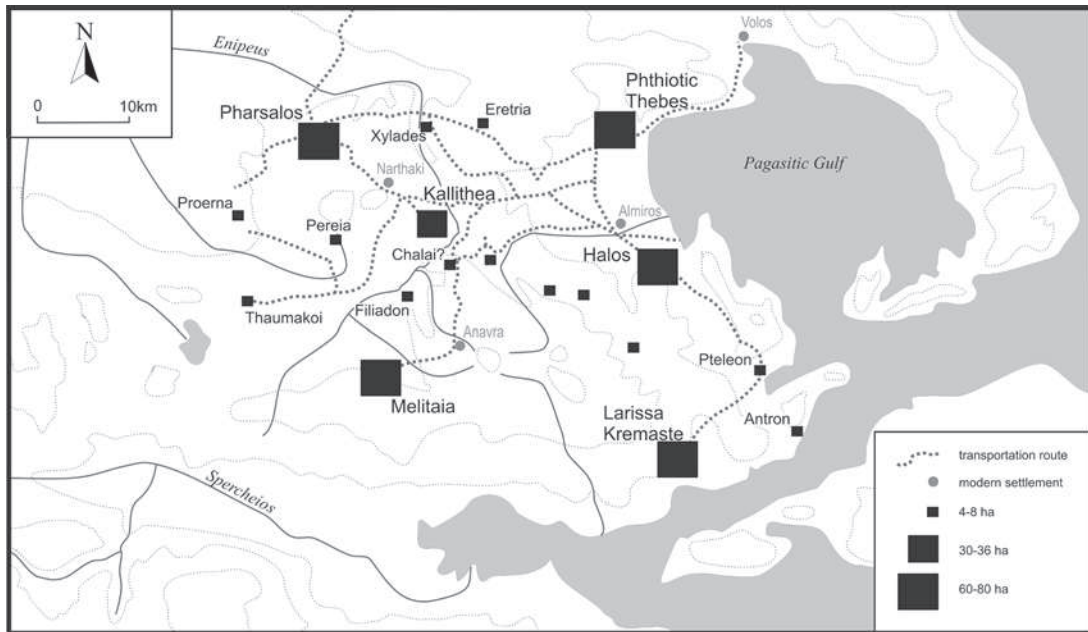 N
0 10km
Enipeus
Volos
Phthiotic
Thebes
Pharsalos
Eretria
Xylades
Pagasitic Gulf
Narthaki
Kallithea
Proerna
Almiros
Pereia
Chalai?
Halos
Thaumakoi
Filiadon
Anavra
Pteleon
Melitaia
Larissa
Kremaste
Antron
Spercheios
transportation route
modern settlement
4-8 ha
30-36 ha
60-80 ha